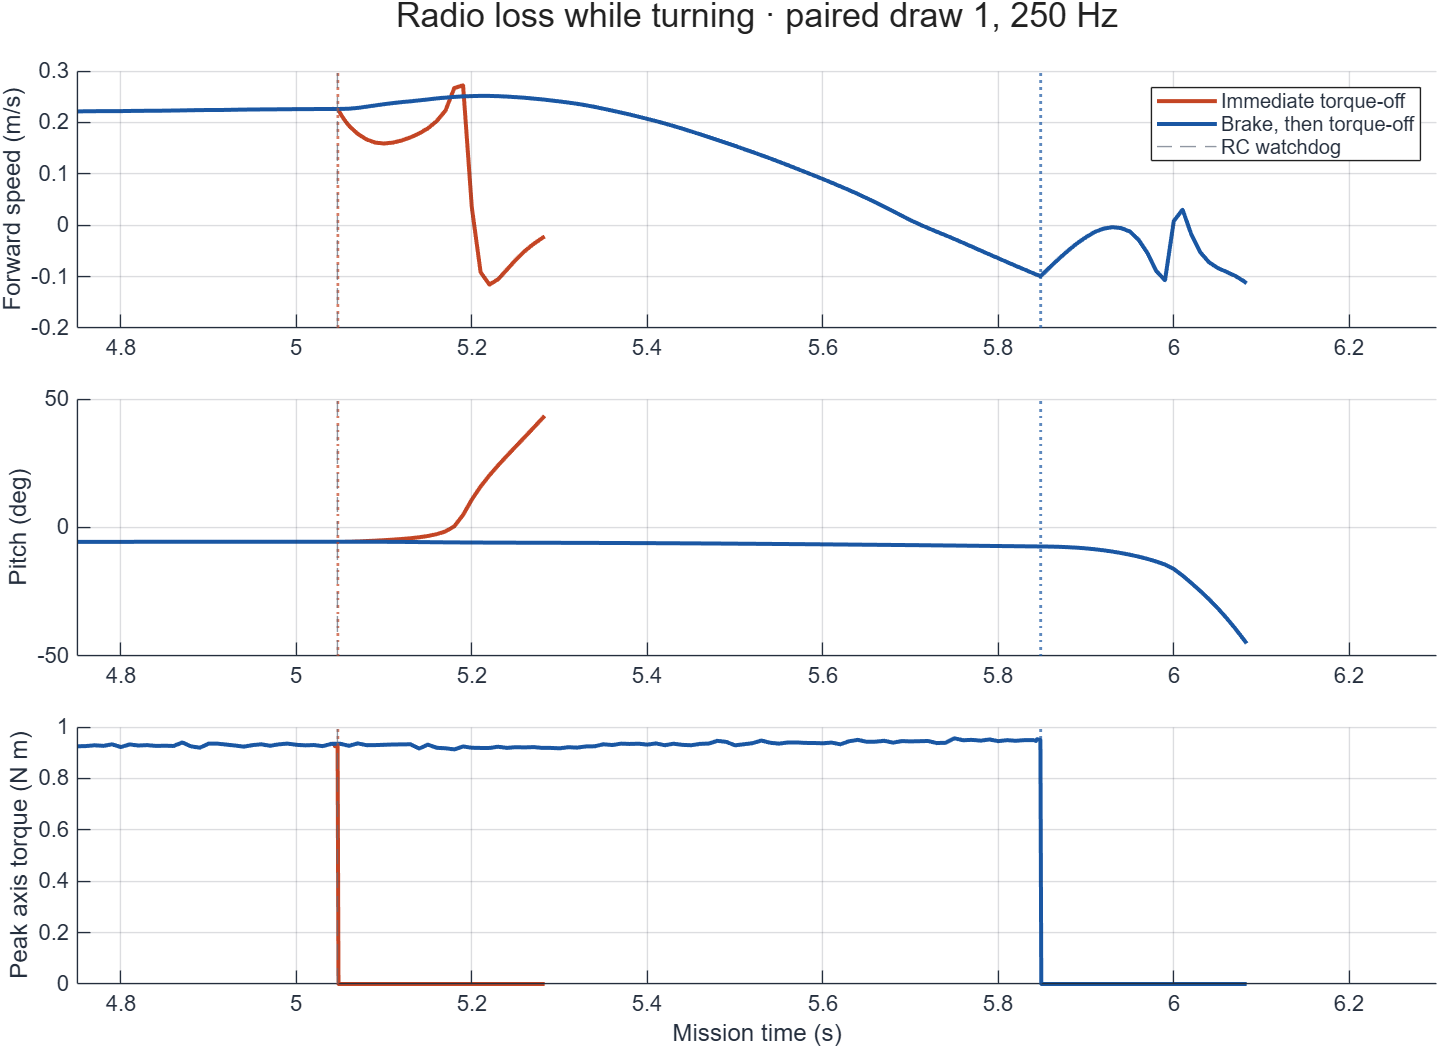 Radio loss while turning · paired draw 1, 250 Hz
Forward speed (m/s)
0.3
0.2
0.1
0
-0.1
-0.2
4.8 5 5.2 5.4 5.6 5.8 6 6.2
Immediate torque-off
Brake, then torque-off
RC watchdog
Pitch (deg)
50
0
-50
4.8 5 5.2 5.4 5.6 5.8 6 6.2
Peak axis torque (N m)
1
0.8
0.6
0.4
0.2
0
4.8 5 5.2 5.4 5.6 5.8 6 6.2
Mission time (s)